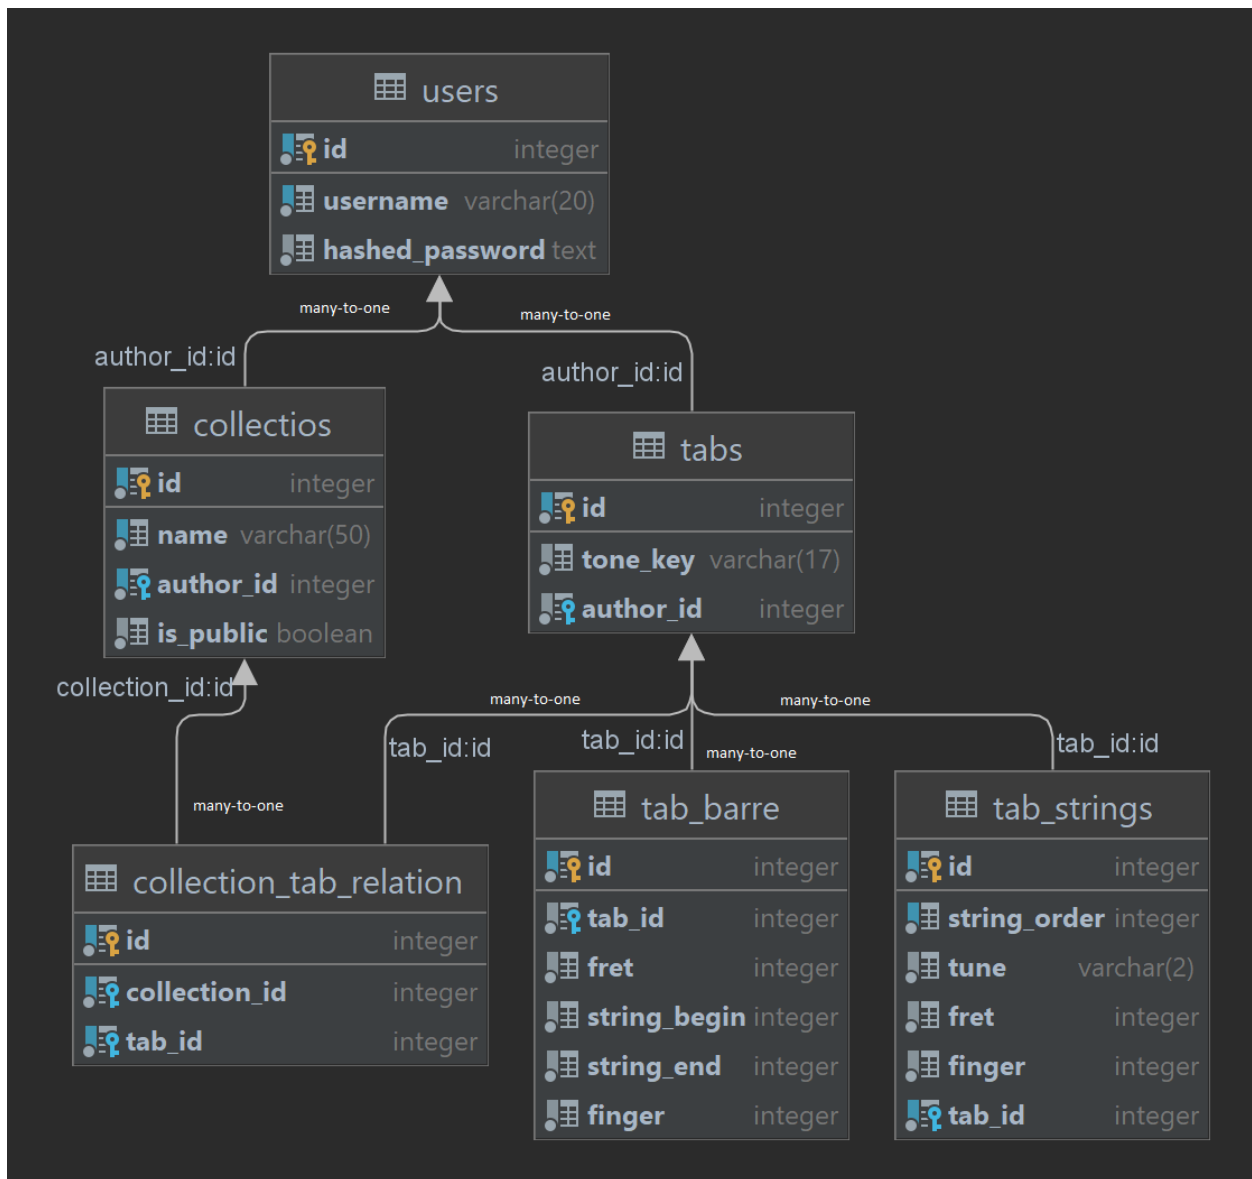 users
id integer
username varchar(20)
hashed_password text
many-to-one
many-to-one
author_id:id
author_id:id
collectios
id integer
name varchar(50)
author_id integer
is_public boolean
tabs
id integer
tone_key varchar(17)
author_id integer
collection_id:id
many-to-one
many-to-one
tab_id:id
tab_id:id
tab_id:id
many-to-one
many-to-one
collection_tab_relation
id integer
collection_id integer
tab_id integer
tab_barre
id integer
tab_id integer
fret integer
string_begin integer
string_end integer
finger integer
tab_strings
id integer
string_order integer
tune varchar(2)
fret integer
finger integer
tab_id integer